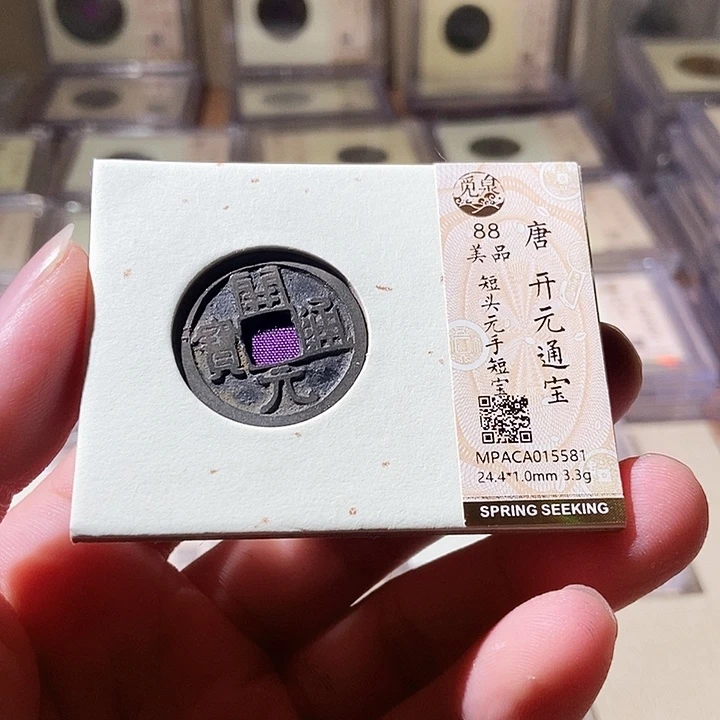 開元通寶
觅泉
唐 开元通宝
88
美品
短头元手短宝
MPACA015581
24.4*1.0mm 3.3g
SPRING SEEKING